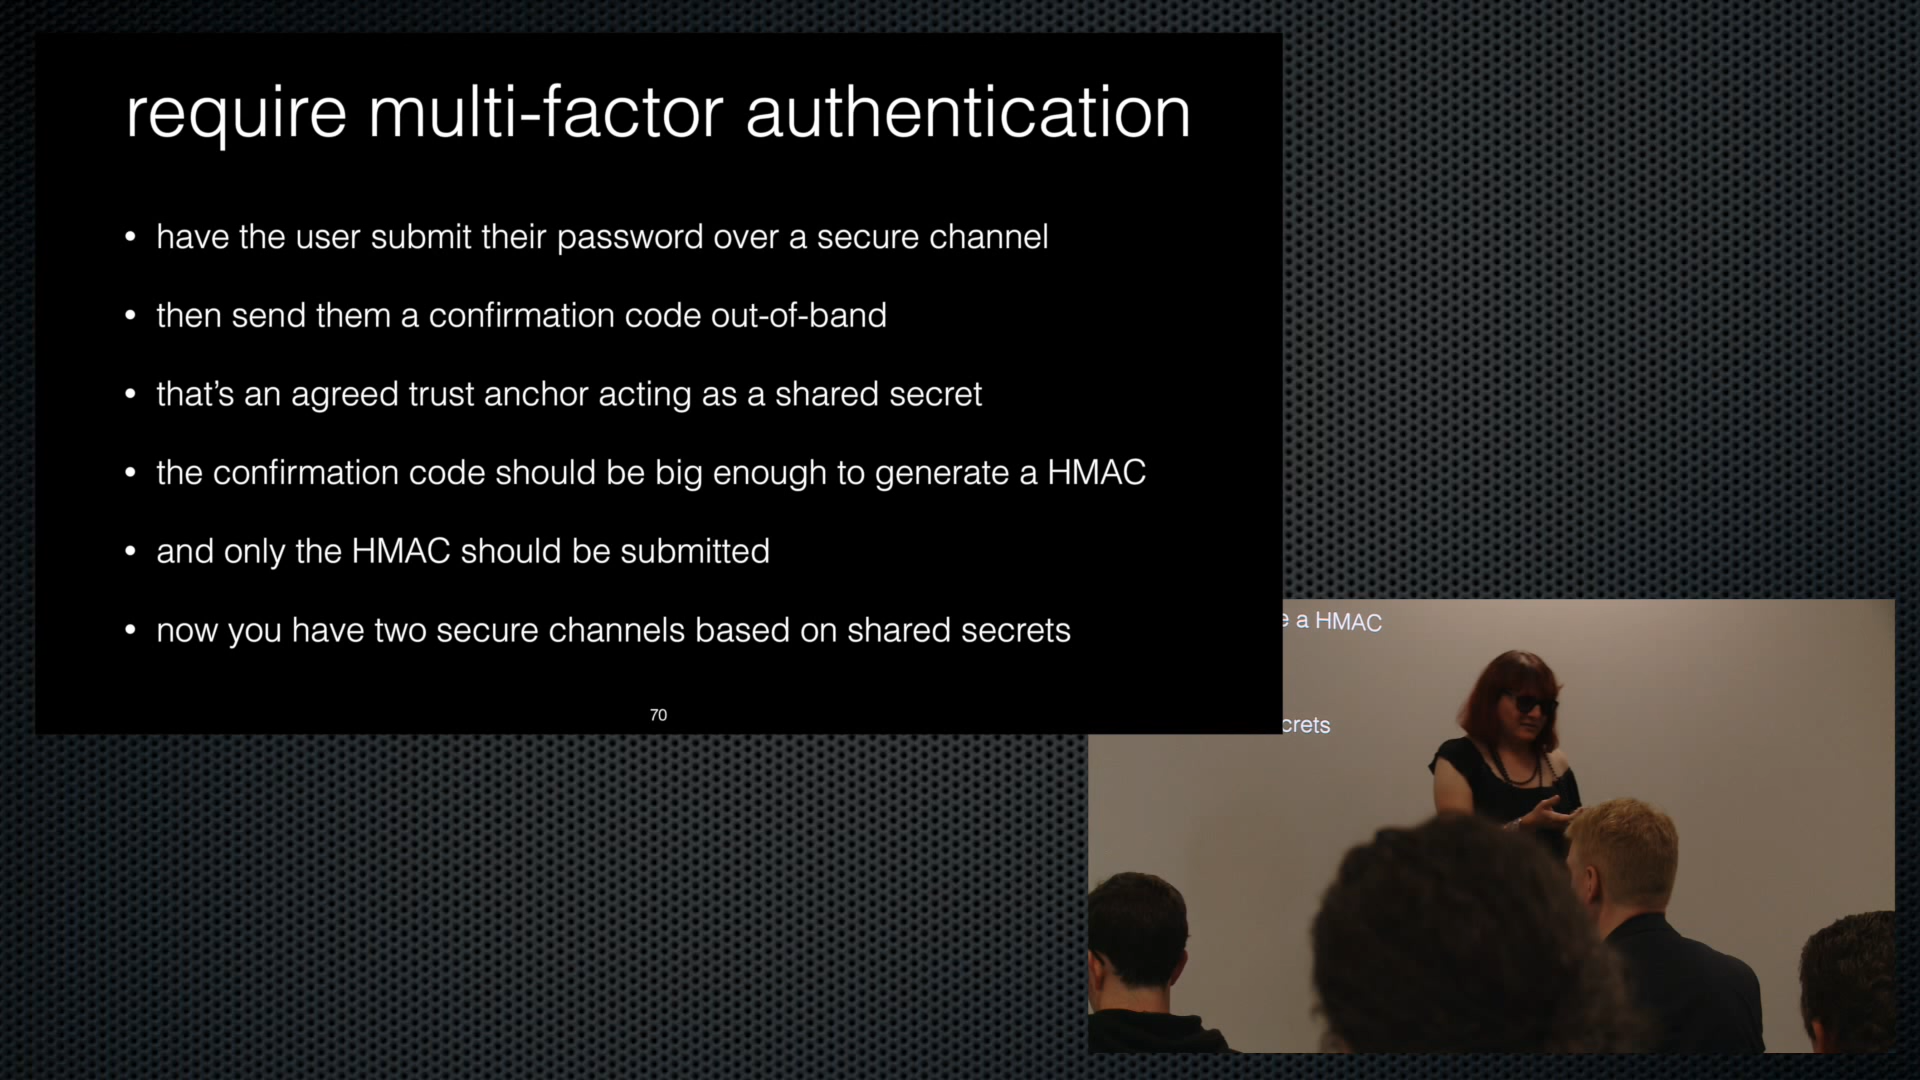 require multi-factor authentication
• have the user submit their password over a secure channel
• then send them a confirmation code out-of-band
• that’s an agreed trust anchor acting as a shared secret
• the confirmation code should be big enough to generate a HMAC
• and only the HMAC should be submitted
• now you have two secure channels based on shared secrets
70
a HMAC
crets